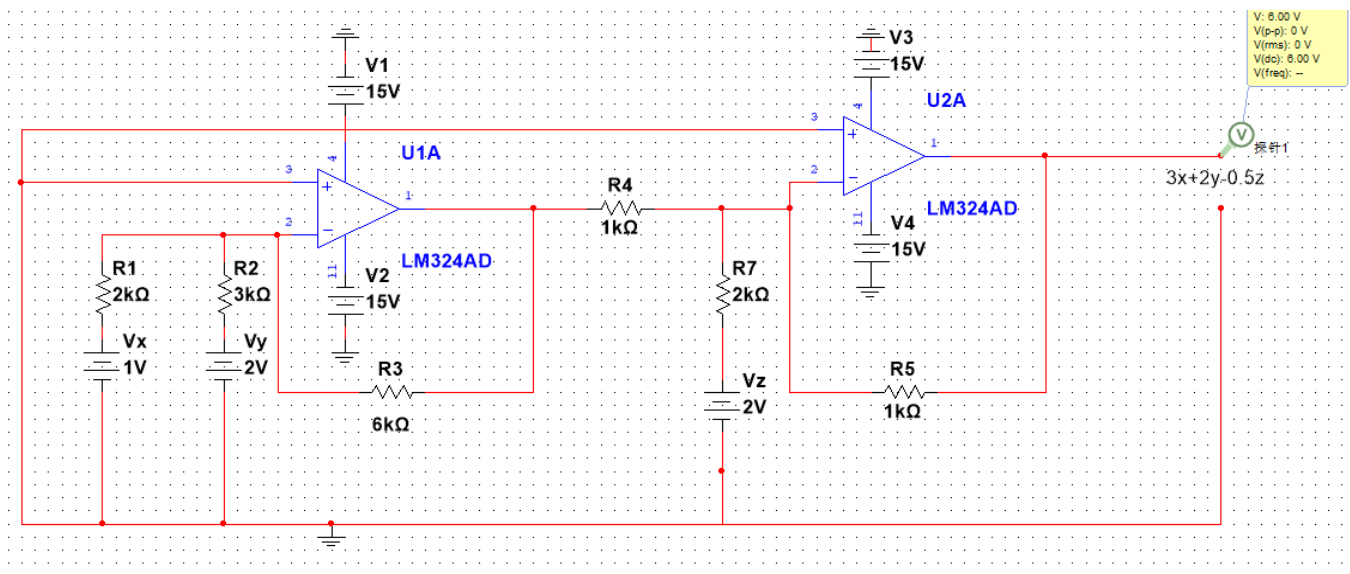 V: 6.00 V
V(p-p): 0 V
V(rms): 0 V
V(dc): 6.00 V
V(freq): --
V
探针1
3x+2y-0.5z
V1
15V
V3
15V
4
U2A
3
2
1
+
−
11
LM324AD
V4
15V
4
U1A
3
2
1
+
−
11
LM324AD
V2
15V
R4
1kΩ
R1
2kΩ
R2
3kΩ
R7
2kΩ
Vx
1V
Vy
2V
R3
6kΩ
Vz
2V
R5
1kΩ